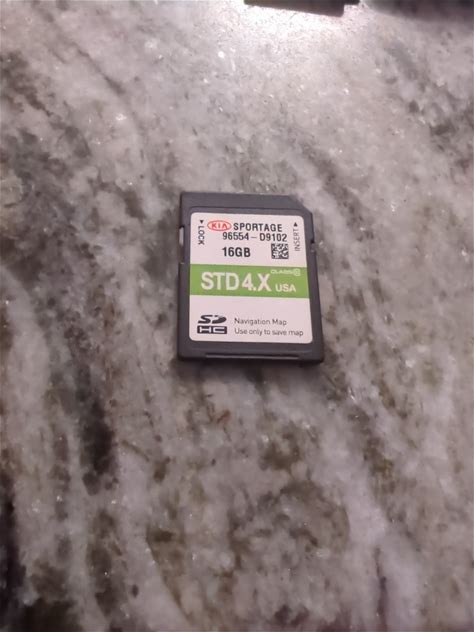 KIA SPORTAGE
96554-D9102
16GB
LOCK
INSERT
CLASS
STD 4.X USA
SD HC
Navigation Map
Use only to save map